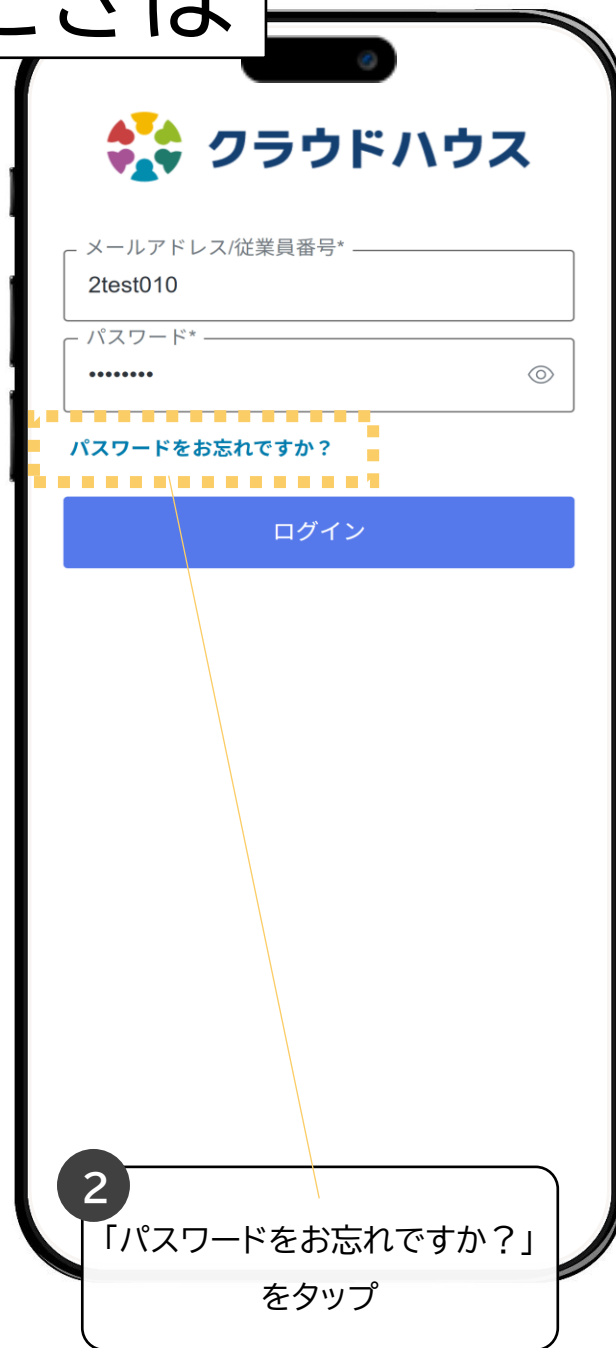 ときは
クラウドハウス
メールアドレス/従業員番号*
2test010
パスワード*
••••••••
パスワードをお忘れですか？
ログイン
2
「パスワードをお忘れですか？」
をタップ